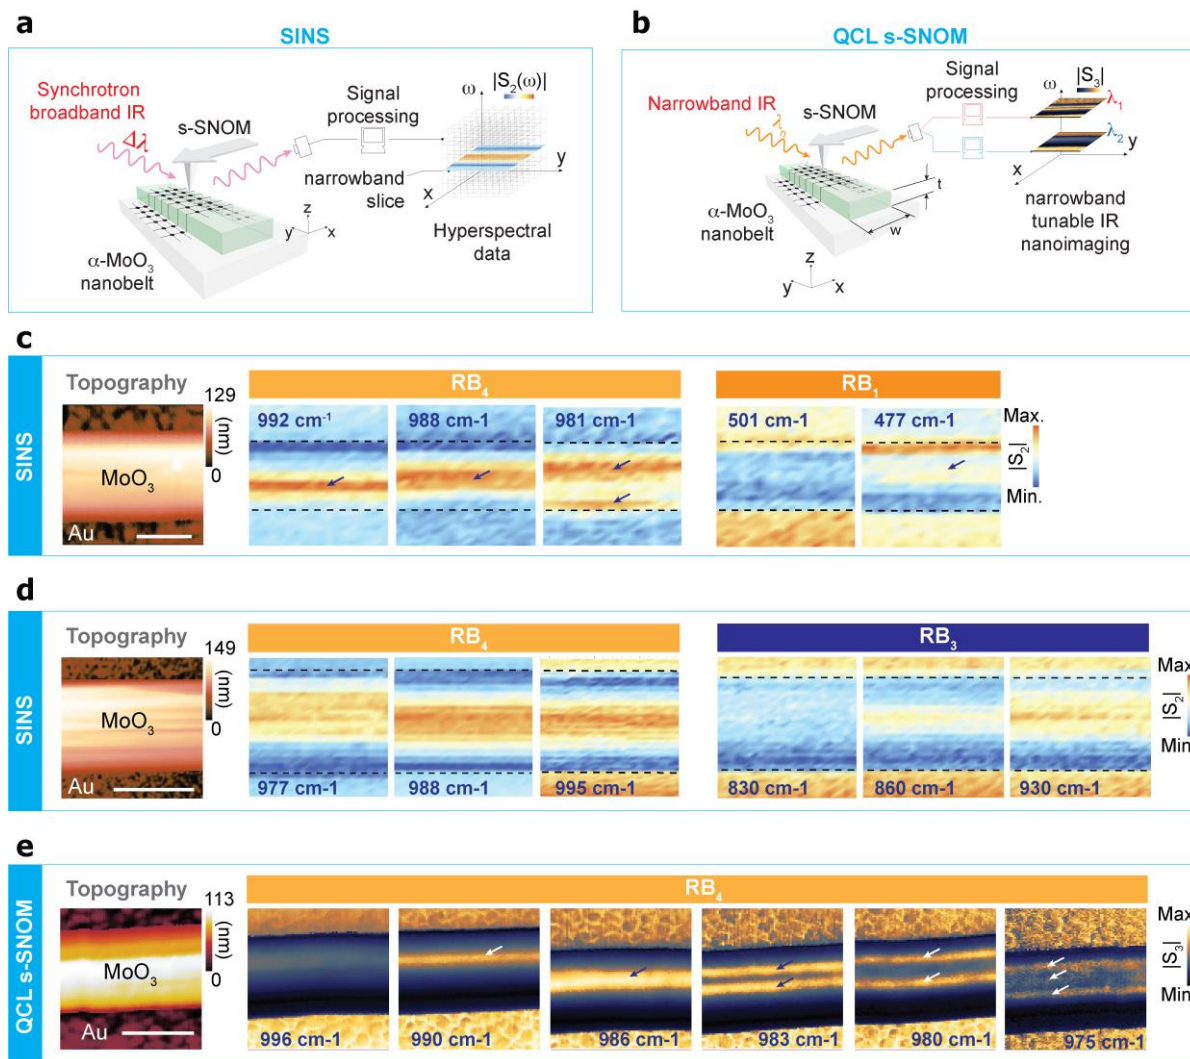 a
SINS
Synchrotron
broadband IR
Δλ
s-SNOM
Signal
processing
|S₂(ω)|
ω
y
x
narrowband
slice
Hyperspectral
data
α-MoO₃
nanobelt
z
y
x
b
QCL s-SNOM
Narrowband IR
s-SNOM
Signal
processing
ω
|S₃|
λ₁
λ₂
y
x
t
w
narrowband
tunable IR
nanoimaging
α-MoO₃
nanobelt
z
y
x
c
SINS
Topography
129
(nm)
0
MoO₃
Au
RB₄
992 cm⁻¹
988 cm-1
981 cm-1
RB₁
501 cm-1
477 cm-1
Max.
|S₂|
Min.
d
SINS
Topography
149
(nm)
0
MoO₃
Au
RB₄
977 cm-1
988 cm-1
995 cm-1
RB₃
830 cm-1
860 cm-1
930 cm-1
Max
|S₂|
Min
e
QCL s-SNOM
Topography
113
(nm)
0
MoO₃
Au
RB₄
996 cm-1
990 cm-1
986 cm-1
983 cm-1
980 cm-1
975 cm-1
Max
|S₃|
Min